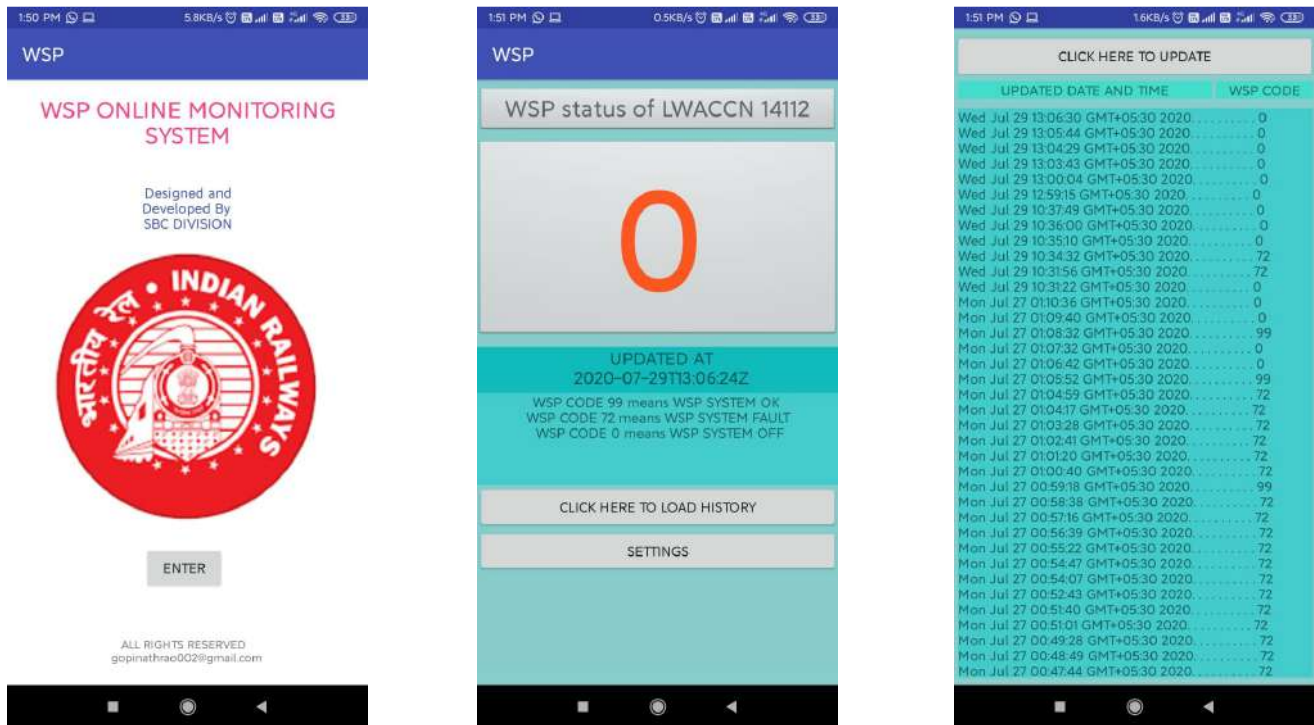 1:50 PM
5.8KB/s
33
WSP
WSP ONLINE MONITORING
SYSTEM
Designed and
Developed By
SBC DIVISION
भारतीय रेल • INDIAN RAILWAYS
ENTER
ALL RIGHTS RESERVED
gopinathrao002@gmail.com
1:51 PM
0.5KB/s
33
WSP
WSP status of LWACCN 14112
0
UPDATED AT
2020-07-29T13:06:24Z
WSP CODE 99 means WSP SYSTEM OK
WSP CODE 72 means WSP SYSTEM FAULT
WSP CODE 0 means WSP SYSTEM OFF
CLICK HERE TO LOAD HISTORY
SETTINGS
1:51 PM
1.6KB/s
33
CLICK HERE TO UPDATE
UPDATED DATE AND TIME WSP CODE
Wed Jul 29 13:06:30 GMT+05:30 2020. . . . . . . . . . 0
Wed Jul 29 13:05:44 GMT+05:30 2020. . . . . . . . . . 0
Wed Jul 29 13:04:29 GMT+05:30 2020. . . . . . . . . . 0
Wed Jul 29 13:03:43 GMT+05:30 2020. . . . . . . . . . 0
Wed Jul 29 13:00:04 GMT+05:30 2020. . . . . . . . . . 0
Wed Jul 29 12:59:15 GMT+05:30 2020. . . . . . . . . . 0
Wed Jul 29 10:37:49 GMT+05:30 2020. . . . . . . . . . 0
Wed Jul 29 10:36:00 GMT+05:30 2020. . . . . . . . . . 0
Wed Jul 29 10:35:10 GMT+05:30 2020. . . . . . . . . . 0
Wed Jul 29 10:34:32 GMT+05:30 2020. . . . . . . . . . 72
Wed Jul 29 10:31:56 GMT+05:30 2020. . . . . . . . . . 72
Wed Jul 29 10:31:22 GMT+05:30 2020. . . . . . . . . . 0
Mon Jul 27 01:10:36 GMT+05:30 2020. . . . . . . . . . 0
Mon Jul 27 01:09:40 GMT+05:30 2020. . . . . . . . . . 0
Mon Jul 27 01:08:32 GMT+05:30 2020. . . . . . . . . . 99
Mon Jul 27 01:07:32 GMT+05:30 2020. . . . . . . . . . 0
Mon Jul 27 01:06:42 GMT+05:30 2020. . . . . . . . . . 0
Mon Jul 27 01:05:52 GMT+05:30 2020. . . . . . . . . . 99
Mon Jul 27 01:04:59 GMT+05:30 2020. . . . . . . . . . 72
Mon Jul 27 01:04:17 GMT+05:30 2020. . . . . . . . . . 72
Mon Jul 27 01:03:28 GMT+05:30 2020. . . . . . . . . . 72
Mon Jul 27 01:02:41 GMT+05:30 2020. . . . . . . . . . 72
Mon Jul 27 01:01:20 GMT+05:30 2020. . . . . . . . . . 72
Mon Jul 27 01:00:40 GMT+05:30 2020. . . . . . . . . . 72
Mon Jul 27 00:59:18 GMT+05:30 2020. . . . . . . . . . 99
Mon Jul 27 00:58:38 GMT+05:30 2020. . . . . . . . . . 72
Mon Jul 27 00:57:16 GMT+05:30 2020. . . . . . . . . . 72
Mon Jul 27 00:56:39 GMT+05:30 2020. . . . . . . . . . 72
Mon Jul 27 00:55:22 GMT+05:30 2020. . . . . . . . . . 72
Mon Jul 27 00:54:47 GMT+05:30 2020. . . . . . . . . . 72
Mon Jul 27 00:54:07 GMT+05:30 2020. . . . . . . . . . 72
Mon Jul 27 00:52:43 GMT+05:30 2020. . . . . . . . . . 72
Mon Jul 27 00:51:40 GMT+05:30 2020. . . . . . . . . . 72
Mon Jul 27 00:51:01 GMT+05:30 2020. . . . . . . . . . 72
Mon Jul 27 00:49:28 GMT+05:30 2020. . . . . . . . . . 72
Mon Jul 27 00:48:49 GMT+05:30 2020. . . . . . . . . . 72
Mon Jul 27 00:47:44 GMT+05:30 2020. . . . . . . . . . 72